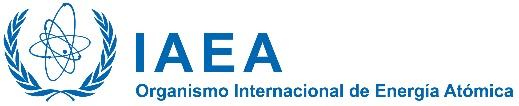 IAEA
Organismo Internacional de Energía Atómica